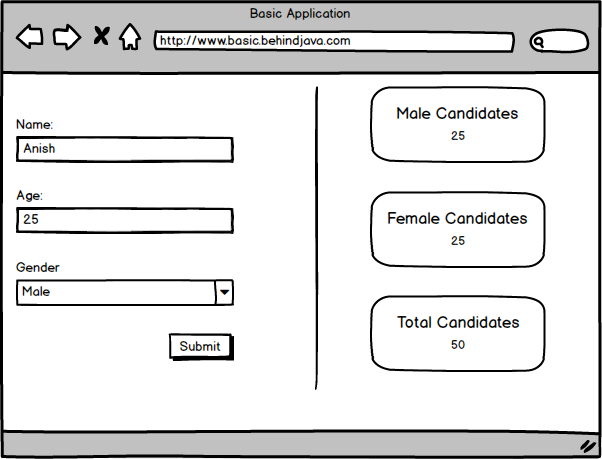 Basic Application
http://www.basic.behindjava.com
Name:
Anish
Age:
25
Gender
Male
Submit
Male Candidates
25
Female Candidates
25
Total Candidates
50